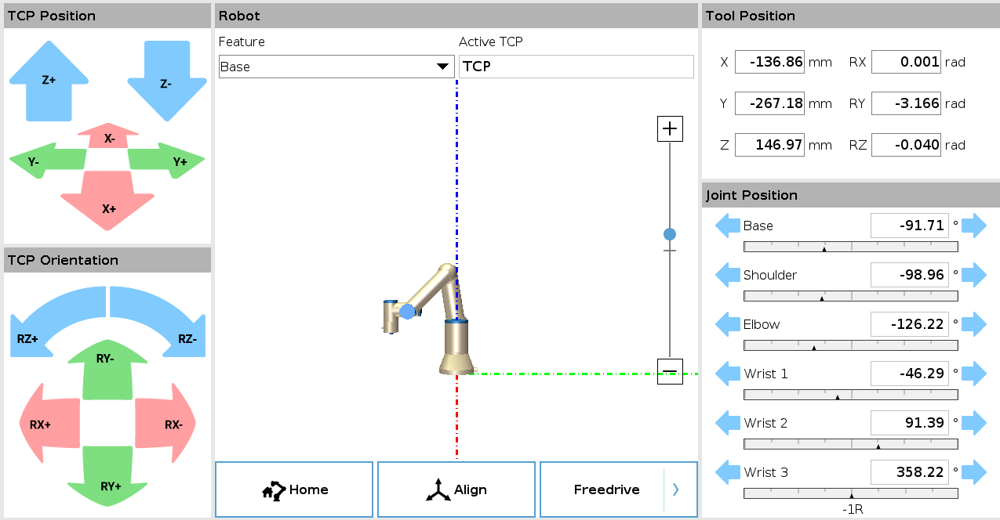 TCP Position
Z+
Z-
X-
Y-
Y+
X+
TCP Orientation
RZ+
RZ-
RY-
RX+
RX-
RY+
Robot
Feature
Active TCP
Base
TCP
Home
Align
Freedrive
Tool Position
X -136.86 mm RX 0.001 rad
Y -267.18 mm RY -3.166 rad
Z 146.97 mm RZ -0.040 rad
Joint Position
Base -91.71 °
Shoulder -98.96 °
Elbow -126.22 °
Wrist 1 -46.29 °
Wrist 2 91.39 °
Wrist 3 358.22 °
-1R